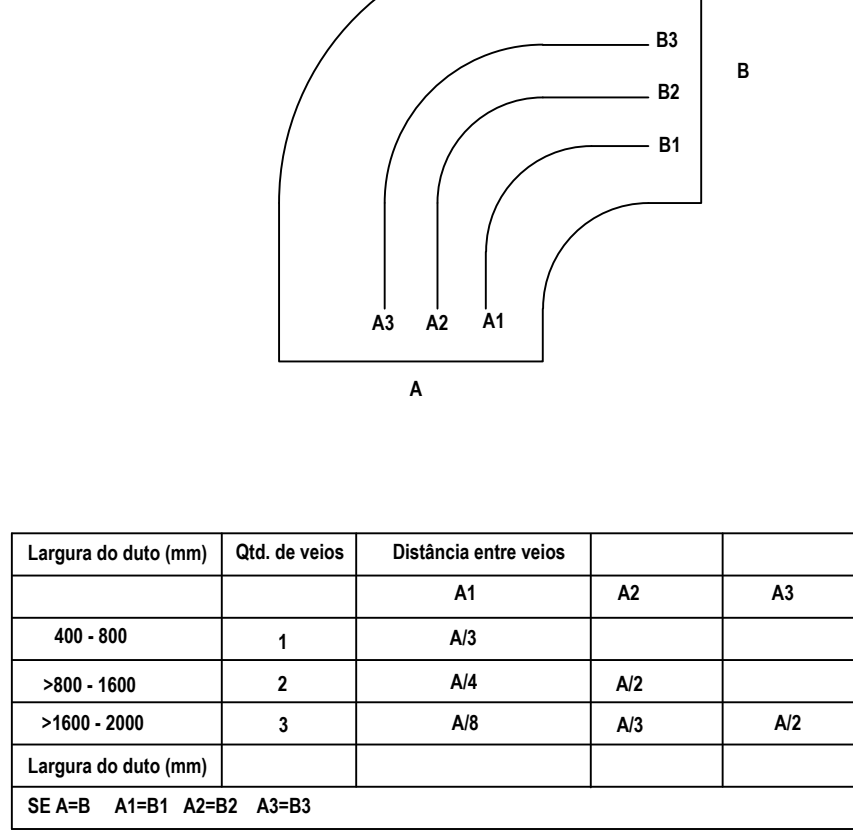 B3
B
B2
B1
A3 A2 A1
A
Largura do duto (mm) Qtd. de veios Distância entre veios
A1 A2 A3
400 - 800 1 A/3
>800 - 1600 2 A/4 A/2
>1600 - 2000 3 A/8 A/3 A/2
Largura do duto (mm)
SE A=B A1=B1 A2=B2 A3=B3